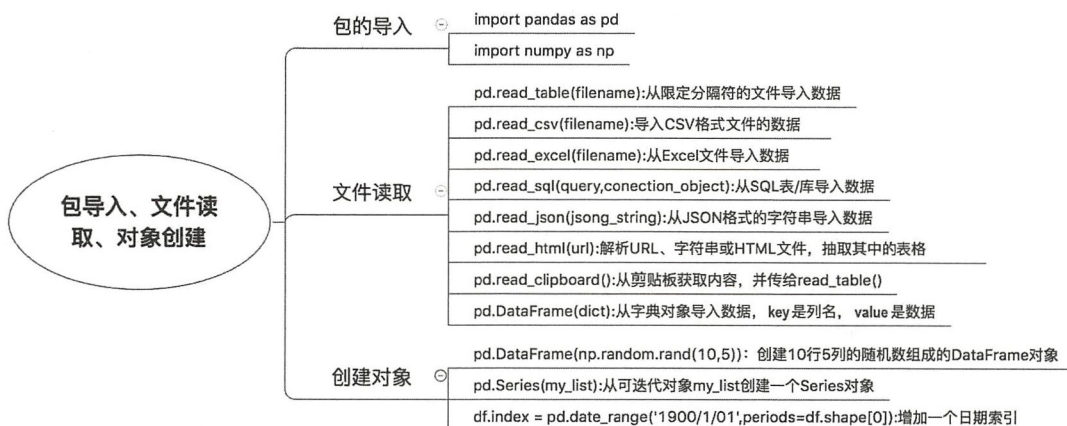 包的导入
import pandas as pd
import numpy as np
pd.read_table(filename):从限定分隔符的文件导入数据
pd.read_csv(filename):导入CSV格式文件的数据
pd.read_excel(filename):从Excel文件导入数据
包导入、文件读
取、对象创建
文件读取
pd.read_sql(query,conection_object):从SQL表/库导入数据
pd.read_json(jsong_string):从JSON格式的字符串导入数据
pd.read_html(url):解析URL、字符串或HTML文件，抽取其中的表格
pd.read_clipboard():从剪贴板获取内容，并传给read_table()
pd.DataFrame(dict):从字典对象导入数据，key是列名，value是数据
创建对象
pd.DataFrame(np.random.rand(10,5))：创建10行5列的随机数组成的DataFrame对象
pd.Series(my_list):从可迭代对象my_list创建一个Series对象
df.index = pd.date_range('1900/1/01',periods=df.shape[0]):增加一个日期索引